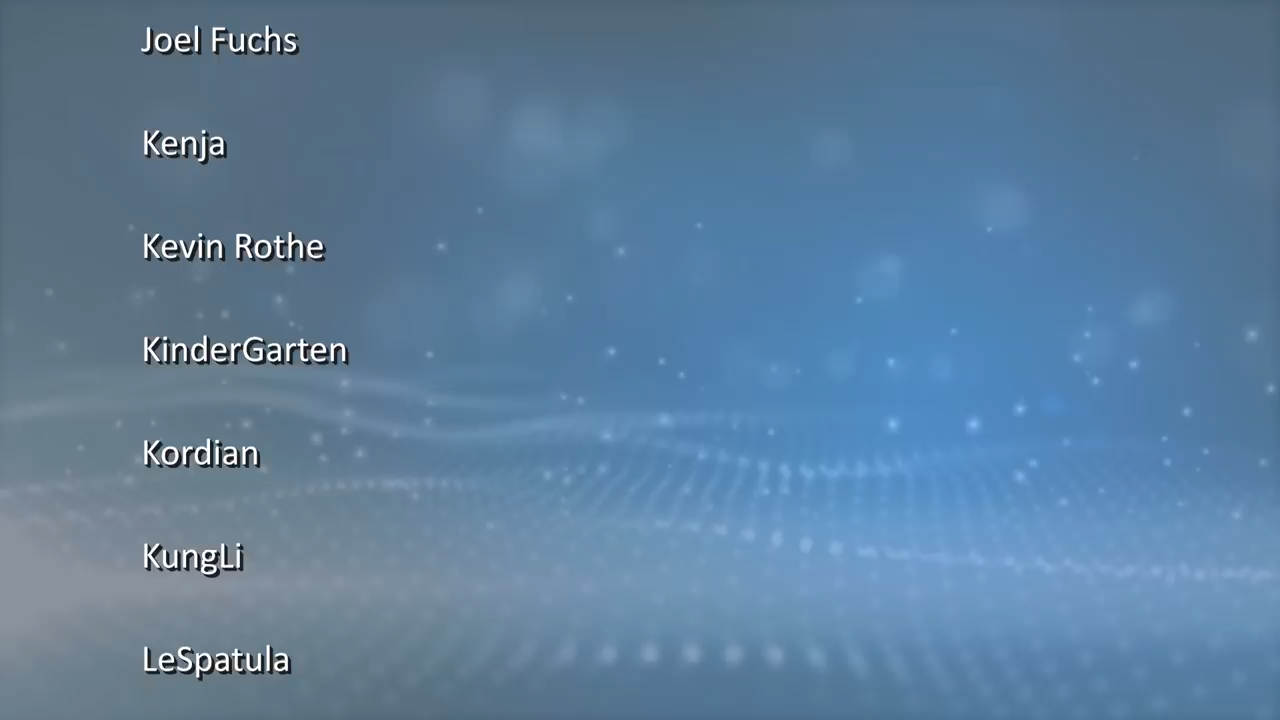 Joel Fuchs
Kenja
Kevin Rothe
KinderGarten
Kordian
KungLi
LeSpatula